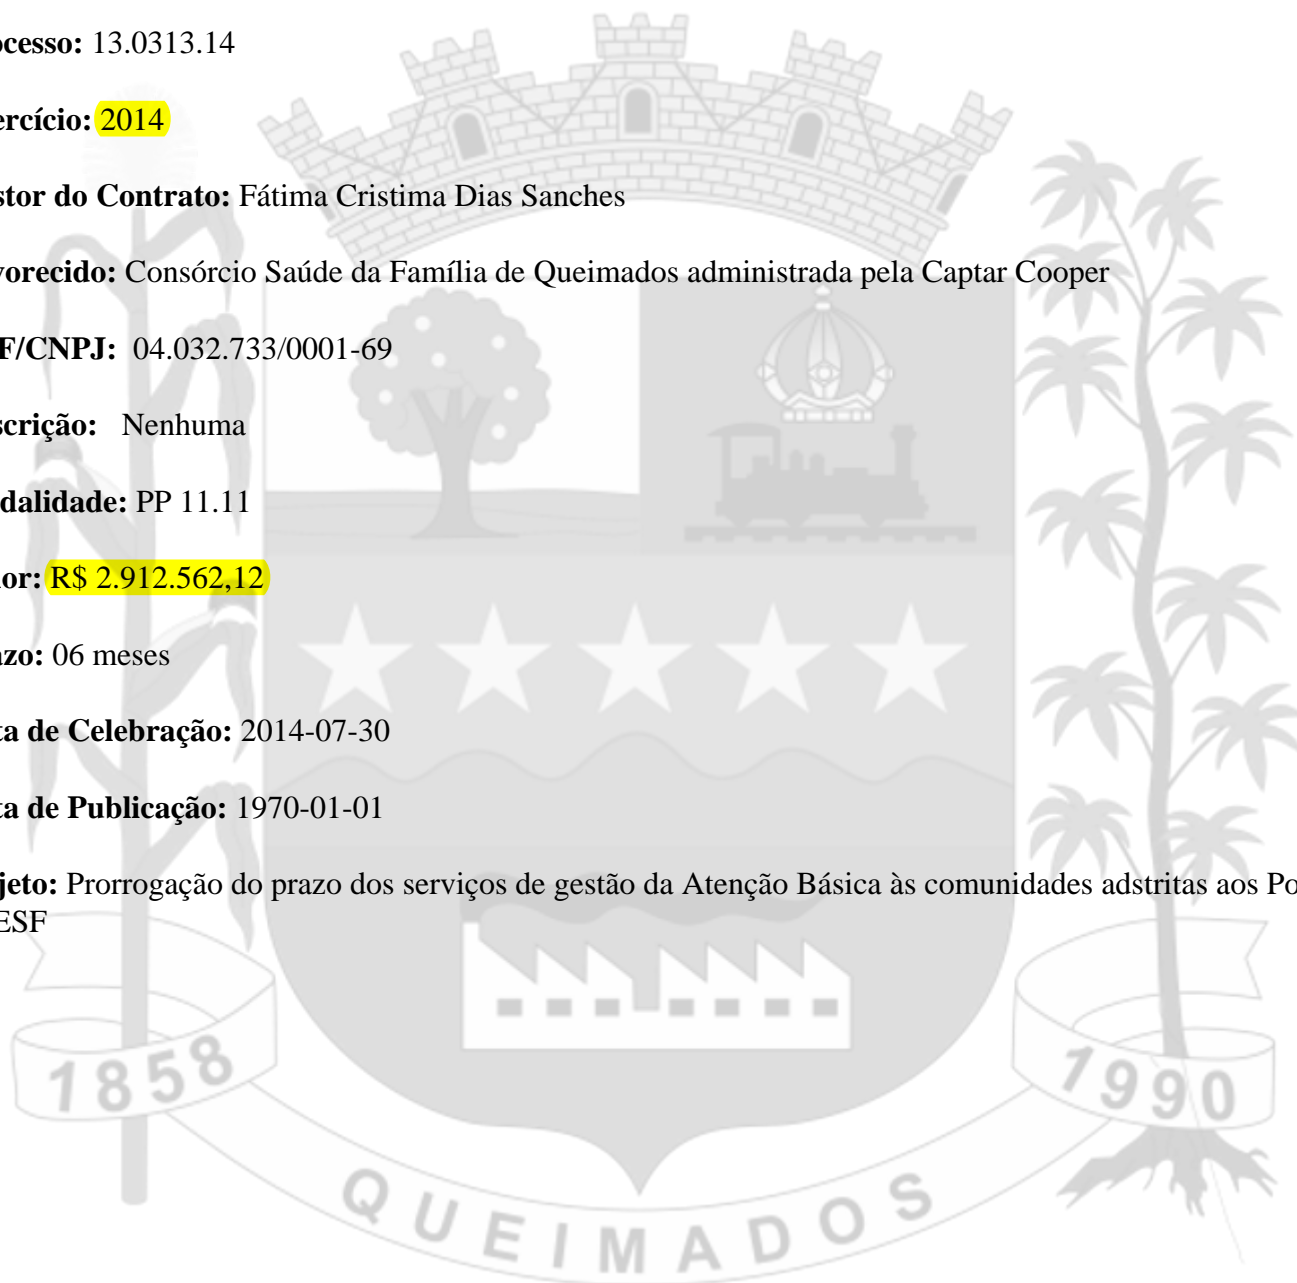 ocesso: 13.0313.14
ercício: 2014
stor do Contrato: Fátima Cristima Dias Sanches
vorecido: Consórcio Saúde da Família de Queimados administrada pela Captar Cooper
F/CNPJ: 04.032.733/0001-69
scrição: Nenhuma
dalidade: PP 11.11
lor: R$ 2.912.562,12
azo: 06 meses
ta de Celebração: 2014-07-30
ta de Publicação: 1970-01-01
jeto: Prorrogação do prazo dos serviços de gestão da Atenção Básica às comunidades adstritas aos Po
ESF
1858
1990
QUEIMADOS